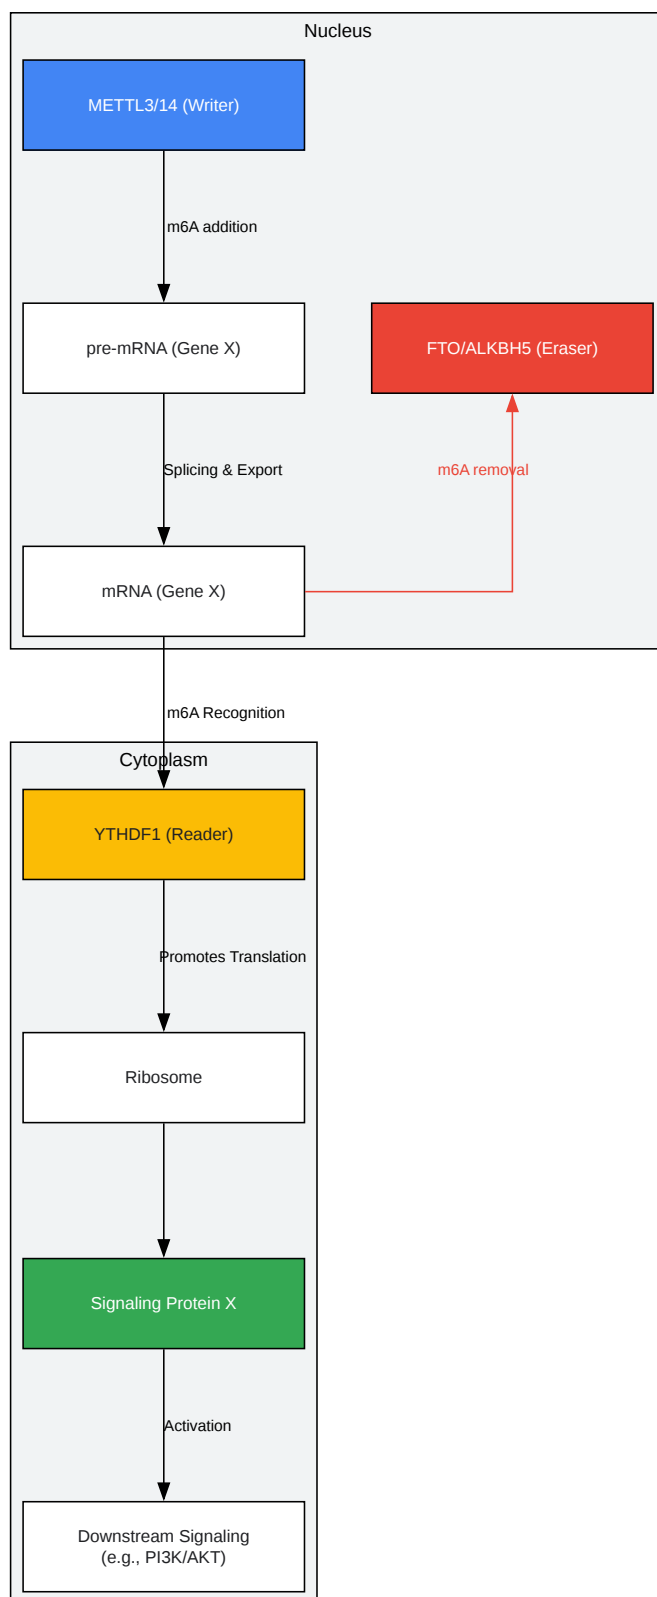 Nucleus
METTL3/14 (Writer)
m6A addition
pre-mRNA (Gene X)
FTO/ALKBH5 (Eraser)
Splicing & Export
m6A removal
mRNA (Gene X)
m6A Recognition
Cytoplasm
YTHDF1 (Reader)
Promotes Translation
Ribosome
Signaling Protein X
Activation
Downstream Signaling
(e.g., PI3K/AKT)